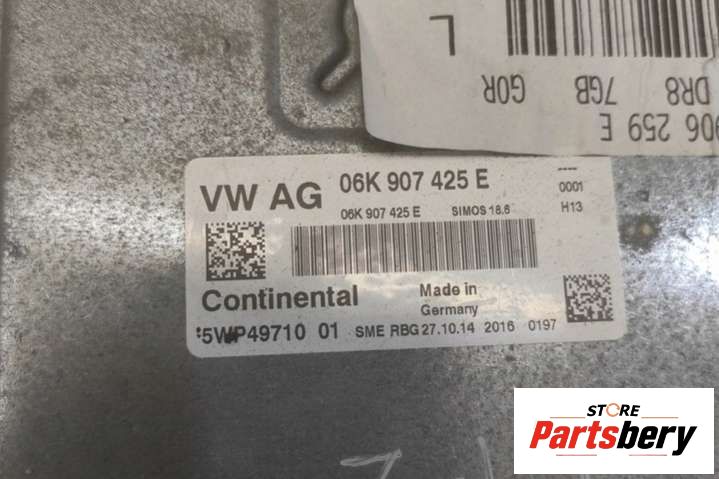 L
DR8 7GB G0R
906 259 E
VW AG 06K 907 425 E
---- 0001
06K 907 425 E SIMOS 18.6 H13
Continental
Made in
Germany
5WP49710 01 SME RBG 27.10.14 2016 0197
STORE
Partsbery